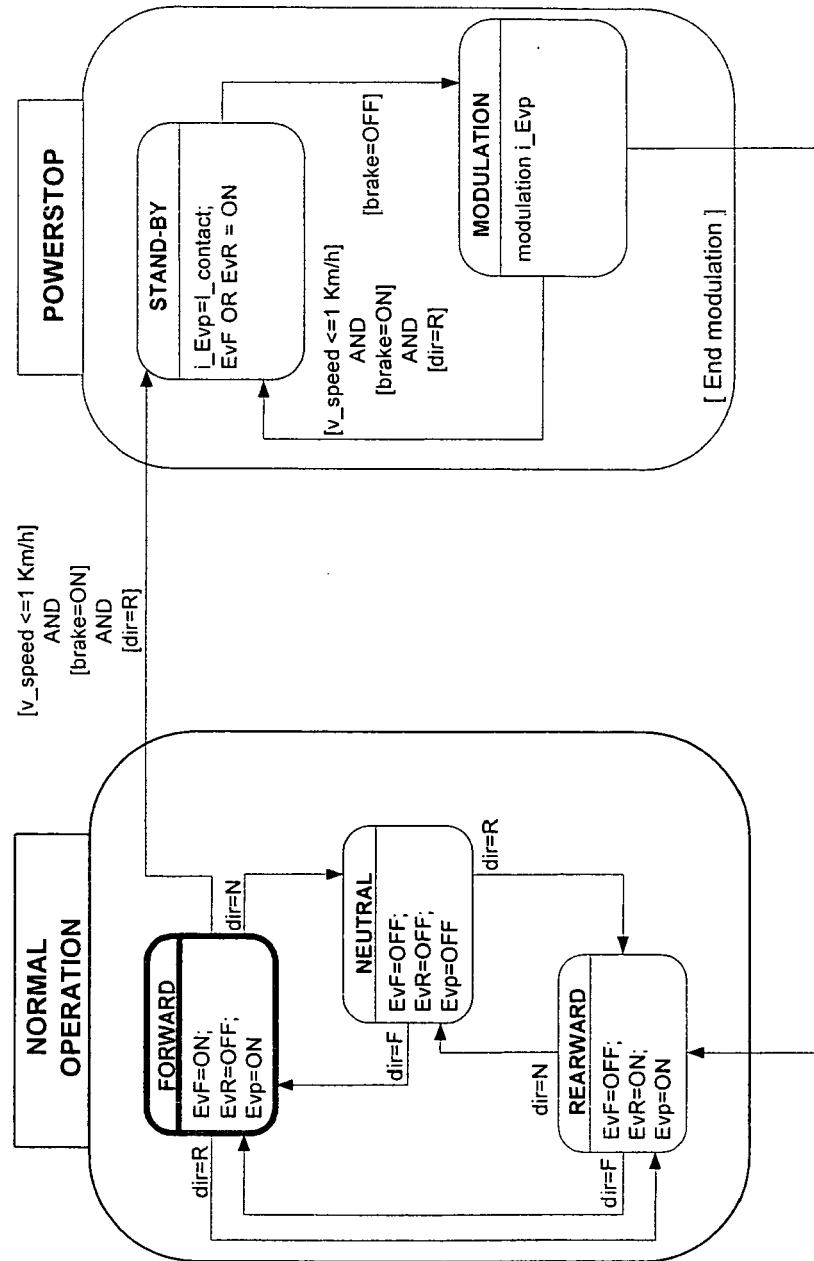 NORMAL
OPERATION
FORWARD
EvF=ON;
EvR=OFF;
Evp=ON
dir=R
dir=N
NEUTRAL
EvF=OFF;
EvR=OFF;
Evp=OFF
dir=F
dir=R
REARWARD
EvF=OFF;
EvR=ON;
Evp=ON
dir=F
dir=N
[v_speed <=1 Km/h]
AND
[brake=ON]
AND
[dir=R]
POWERSTOP
STAND-BY
i_Evp=I_contact;
EvF OR EvR = ON
[brake=OFF]
[v_speed <=1 Km/h]
AND
[brake=ON]
AND
[dir=R]
MODULATION
modulation i_Evp
[ End modulation ]